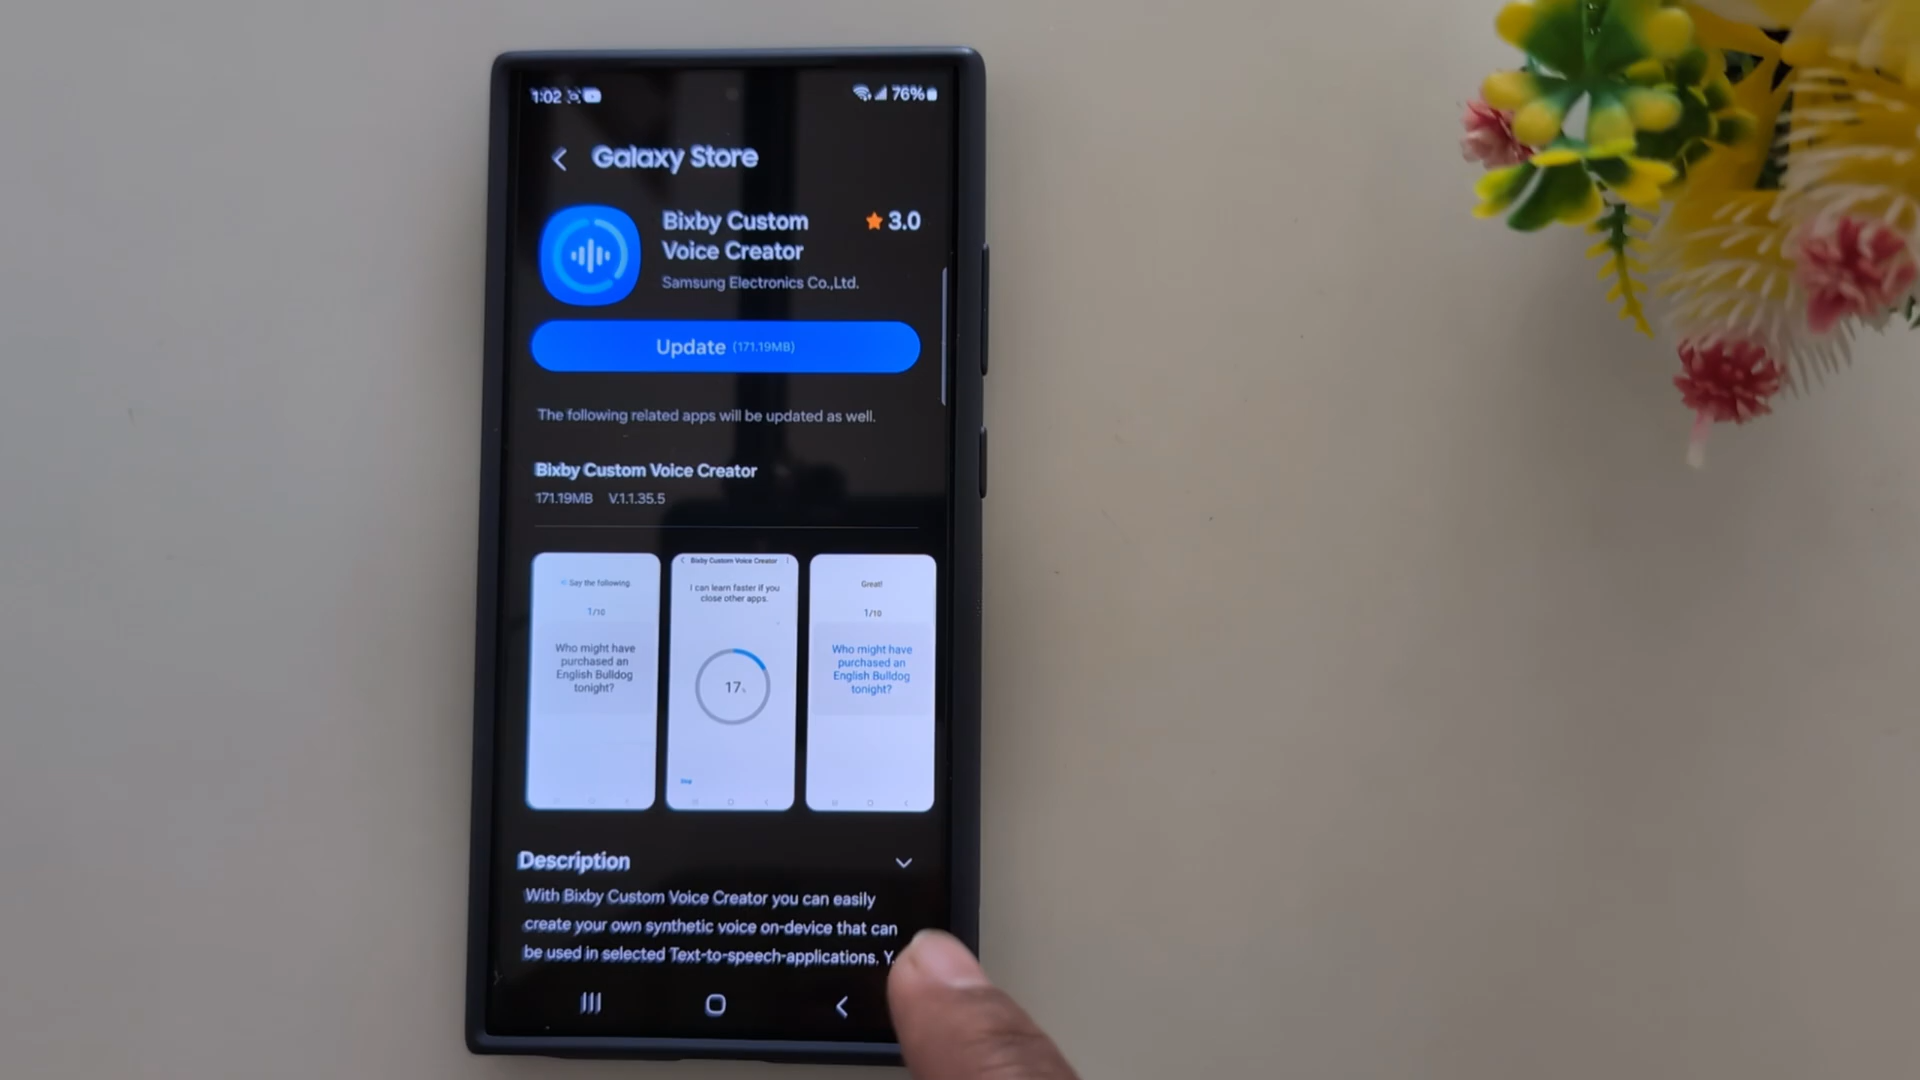 1:02
76%
Galaxy Store
Bixby Custom
Voice Creator
3.0
Samsung Electronics Co.,Ltd.
Update (171.19MB)
The following related apps will be updated as well.
Bixby Custom Voice Creator
171.19MB V.1.1.35.5
Say the following.
1/10
Who might have
purchased an
English Bulldog
tonight?
Bixby Custom Voice Creator
I can learn faster if you
close other apps.
17%
Stop
Great!
1/10
Who might have
purchased an
English Bulldog
tonight?
Description
With Bixby Custom Voice Creator you can easily
create your own synthetic voice on-device that can
be used in selected Text-to-speech-applications. Y